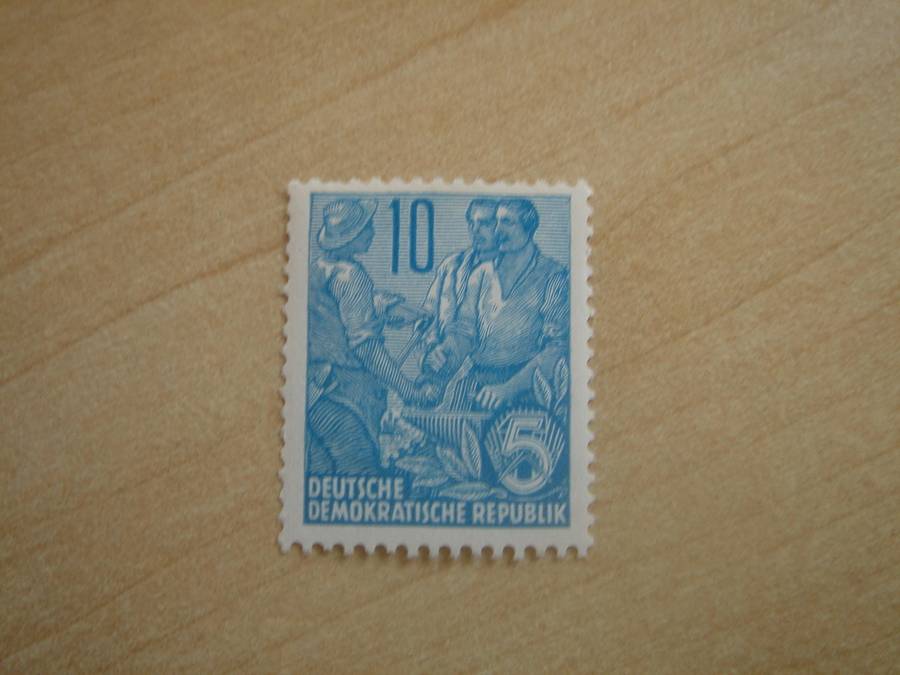 10
5
DEUTSCHE
DEMOKRATISCHE REPUBLIK